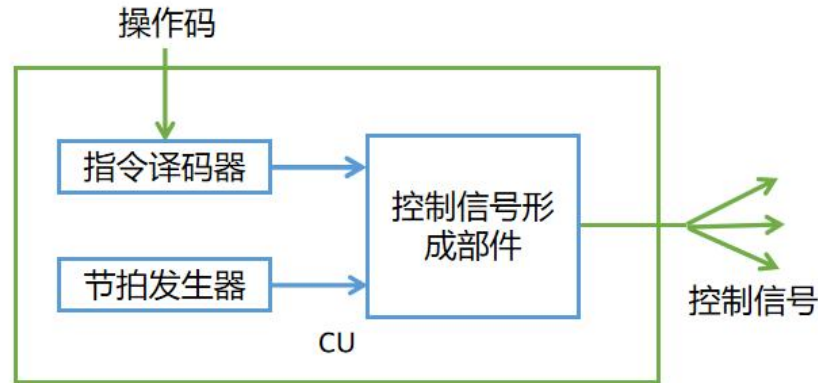 操作码
指令译码器
控制信号形
成部件
节拍发生器
控制信号
CU